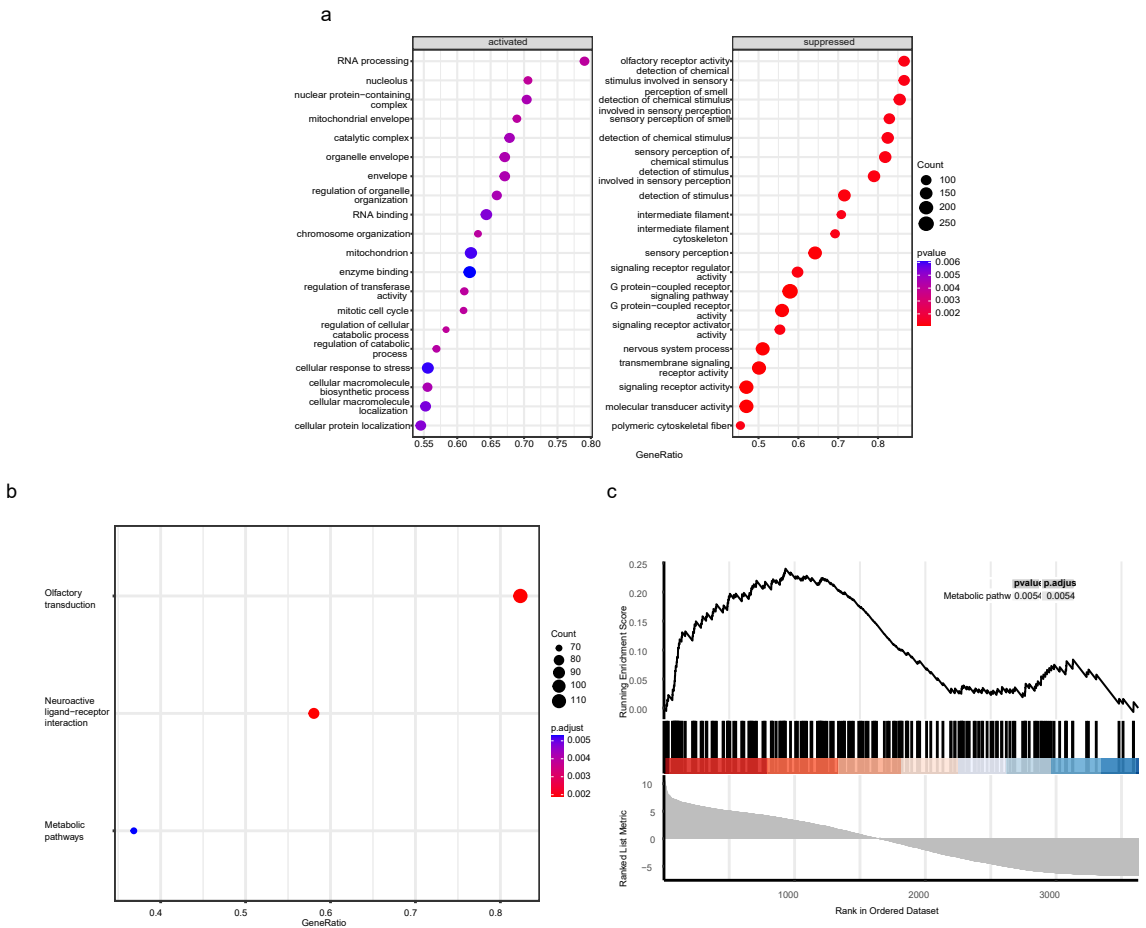 a
activated
suppressed
RNA processing
nucleolus
nuclear protein−containing
complex
mitochondrial envelope
catalytic complex
organelle envelope
envelope
regulation of organelle
organization
RNA binding
chromosome organization
mitochondrion
enzyme binding
regulation of transferase
activity
mitotic cell cycle
regulation of cellular
catabolic process
regulation of catabolic
process
cellular response to stress
cellular macromolecule
biosynthetic process
cellular macromolecule
localization
cellular protein localization
0.55 0.60 0.65 0.70 0.75 0.80
olfactory receptor activity
detection of chemical
stimulus involved in sensory
perception of smell
detection of chemical stimulus
involved in sensory perception
sensory perception of smell
detection of chemical stimulus
sensory perception of
chemical stimulus
detection of stimulus
involved in sensory perception
detection of stimulus
intermediate filament
intermediate filament
cytoskeleton
sensory perception
signaling receptor regulator
activity
G protein−coupled receptor
signaling pathway
G protein−coupled receptor
activity
signaling receptor activator
activity
nervous system process
transmembrane signaling
receptor activity
signaling receptor activity
molecular transducer activity
polymeric cytoskeletal fiber
0.5 0.6 0.7 0.8
GeneRatio
Count
100
150
200
250
pvalue
0.006
0.005
0.004
0.003
0.002
b
Olfactory
transduction
Neuroactive
ligand−receptor
interaction
Metabolic
pathways
0.4 0.5 0.6 0.7 0.8
GeneRatio
Count
70
80
90
100
110
p.adjust
0.005
0.004
0.003
0.002
c
Running Enrichment Score
0.25
0.20
0.15
0.10
0.05
0.00
pvalue p.adjus
Metabolic pathw 0.0054 0.0054
Ranked List Metric
10
5
0
−5
1000 2000 3000
Rank in Ordered Dataset